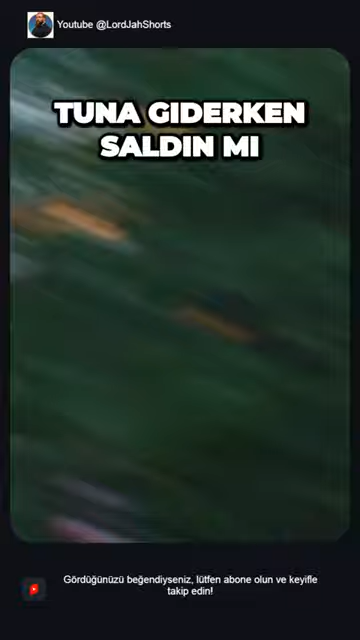 Youtube @LordJahShorts
TUNA GIDERKEN
SALDIN MI
Gördüğünüzü beğendiyseniz, lütfen abone olun ve keyifle
takip edin!